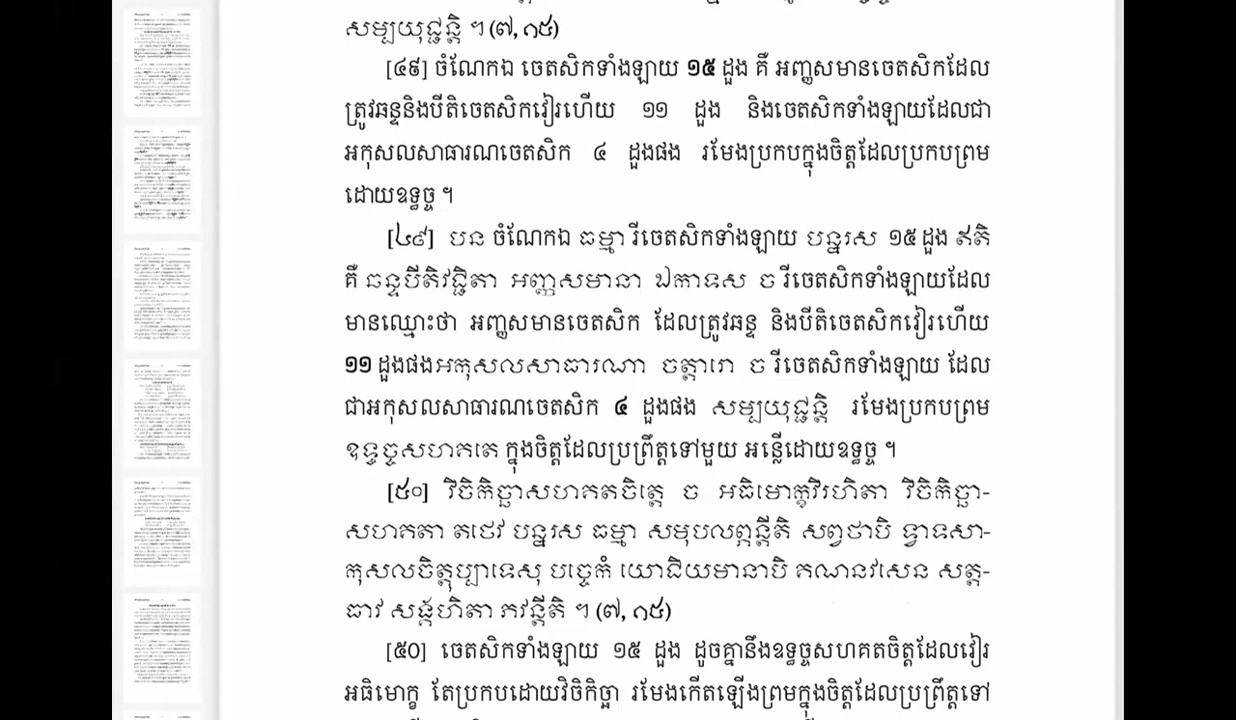 សម្បយុជ្ជន្តិ ។ (៧, ១៥)
[៤៩] ចំណែកឯ ចេតសិកទាំងឡាយ ១៥ ដួង គឺ អញ្ញសមានចេតសិកដែល
ត្រូវឆន្ទនិងបីតិចេតសិកវៀរហើយ ១១ ដួង និងចេតសិកទាំងឡាយដែលជា
អកុសលសាធារណចេតសិក ៤ ដួងផង រមែងប្រកបក្នុងចិត្តដែលប្រកបព្រម
ដោយឧទ្ធច្ច ។
[៤៩] បន ចំណែកឯ ធម្មា រីចេតសិកទាំងឡាយ បន្នរស ១៥ ដួង ឥតិ
គឺ ឆន្ទបីតិវជ្ជិតា អញ្ញសមានា ឯកាទស ច រីចេតសិកទាំងឡាយដែល
មានឈ្មោះថា អញ្ញសមានចេតសិក ដែលត្រូវឆន្ទ និងបីតិចេតសិកវៀរហើយ
១១ ដួងផងអកុសលសាធារណា ចត្តារោ ច រីចេតសិកទាំងឡាយ ដែល
ជាអកុសលសាធារណចេតសិក ៤ ដួងផង សម្បយុជ្ជន្តិ រមែងប្រកបព្រម
ឧទ្ធច្ចសហគតេ ក្នុងចិត្តដែលប្រព្រឹត្តទៅមួយ អន្លើដោយឧទ្ធច្ច ។
[៥០] វិចិកិច្ឆាសហគតចិត្តេ ច អធិមោក្ខវិរហិតា វិចិកិច្ឆា-
សហគតា តថេវ បន្នរស ធម្មា សមុបលព្ភន្តីតិ សព្វថាបិ ទ្វាទសា-
កុសលចិត្តុប្បាទេសុ បច្ចេកំ យោជិយមានាបិ គណនវសេន សត្ត-
ធាវ សង្គហិតា ភវន្តីតិ ។ (៧, ១៥)
[៥០] ចេតសិកទាំងឡាយ ១៥ ដួង ដូចគ្នានឹងឧទ្ធច្ចសហគតចិត្តដែលវៀរ
អធិមោក្ខ តែប្រកបដោយវិចិកិច្ឆា រមែងកើតឡើងព្រមក្នុងចិត្តដែលប្រព្រឹត្តទៅ